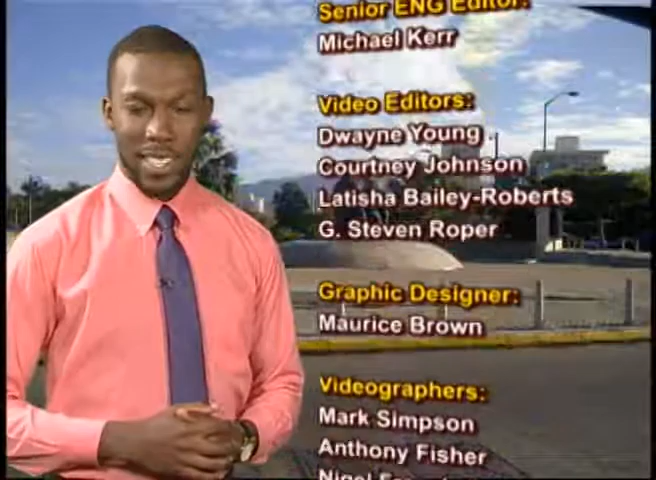 Senior ENG Editor:
Michael Kerr
Video Editors:
Dwayne Young
Courtney Johnson
Latisha Bailey-Roberts
G. Steven Roper
Graphic Designer:
Maurice Brown
Videographers:
Mark Simpson
Anthony Fisher
Nigel